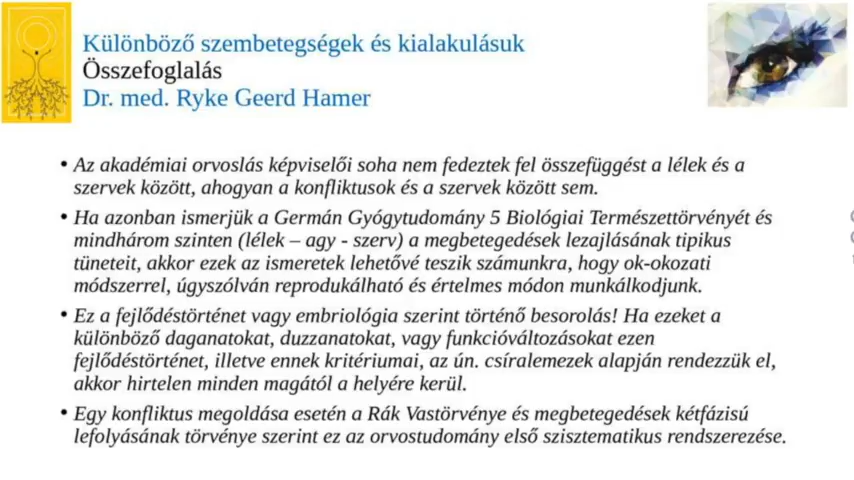 Különböző szembetegségek és kialakulásuk
Összefoglalás
Dr. med. Ryke Geerd Hamer
• Az akadémiai orvoslás képviselői soha nem fedeztek fel összefüggést a lélek és a
szervek között, ahogyan a konfliktusok és a szervek között sem.
• Ha azonban ismerjük a Germán Gyógytudomány 5 Biológiai Természettörvényét és
mindhárom szinten (lélek – agy - szerv) a megbetegedések lezajlásának tipikus
tüneteit, akkor ezek az ismeretek lehetővé teszik számunkra, hogy ok-okozati
módszerrel, úgyszólván reprodukálható és értelmes módon munkálkodjunk.
• Ez a fejlődéstörténet vagy embriológia szerint történő besorolás! Ha ezeket a
különböző daganatokat, duzzanatokat, vagy funkcióváltozásokat ezen
fejlődéstörténet, illetve ennek kritériumai, az ún. csíralemezek alapján rendezzük el,
akkor hirtelen minden magától a helyére kerül.
• Egy konfliktus megoldása esetén a Rák Vastörvénye és megbetegedések kétfázisú
lefolyásának törvénye szerint ez az orvostudomány első szisztematikus rendszerezése.